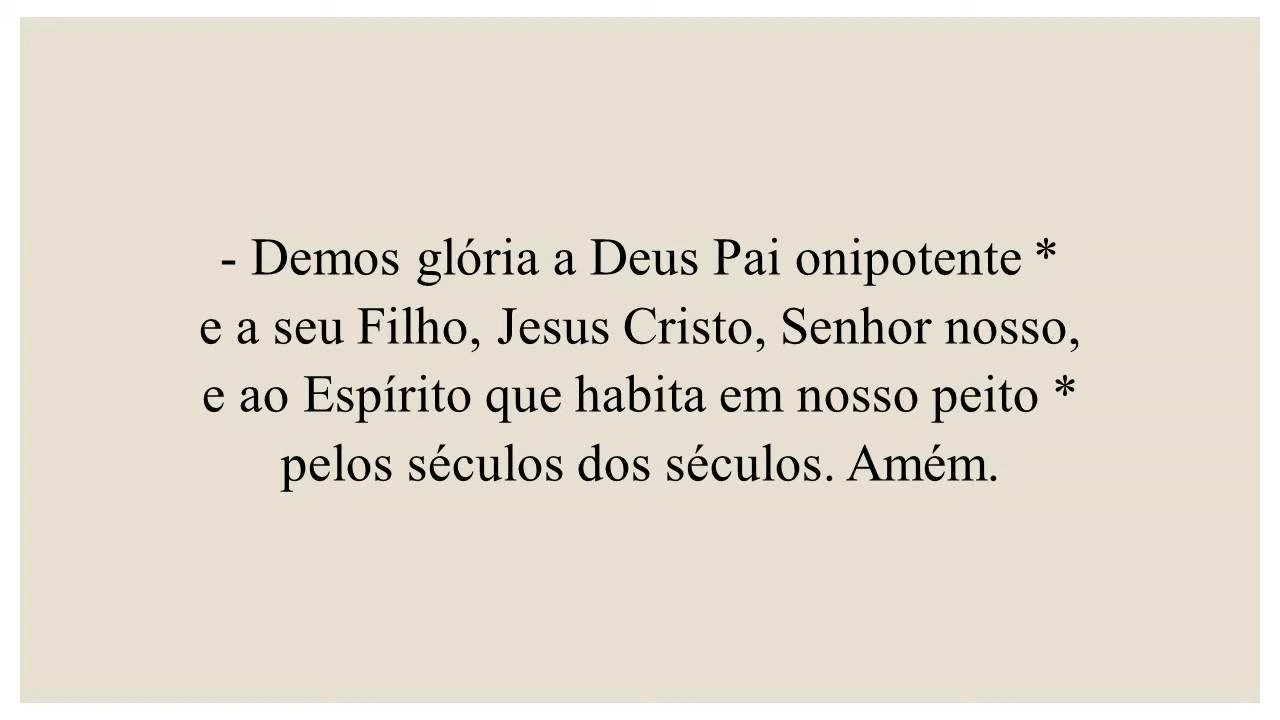 - Demos glória a Deus Pai onipotente *
e a seu Filho, Jesus Cristo, Senhor nosso,
e ao Espírito que habita em nosso peito *
pelos séculos dos séculos. Amém.